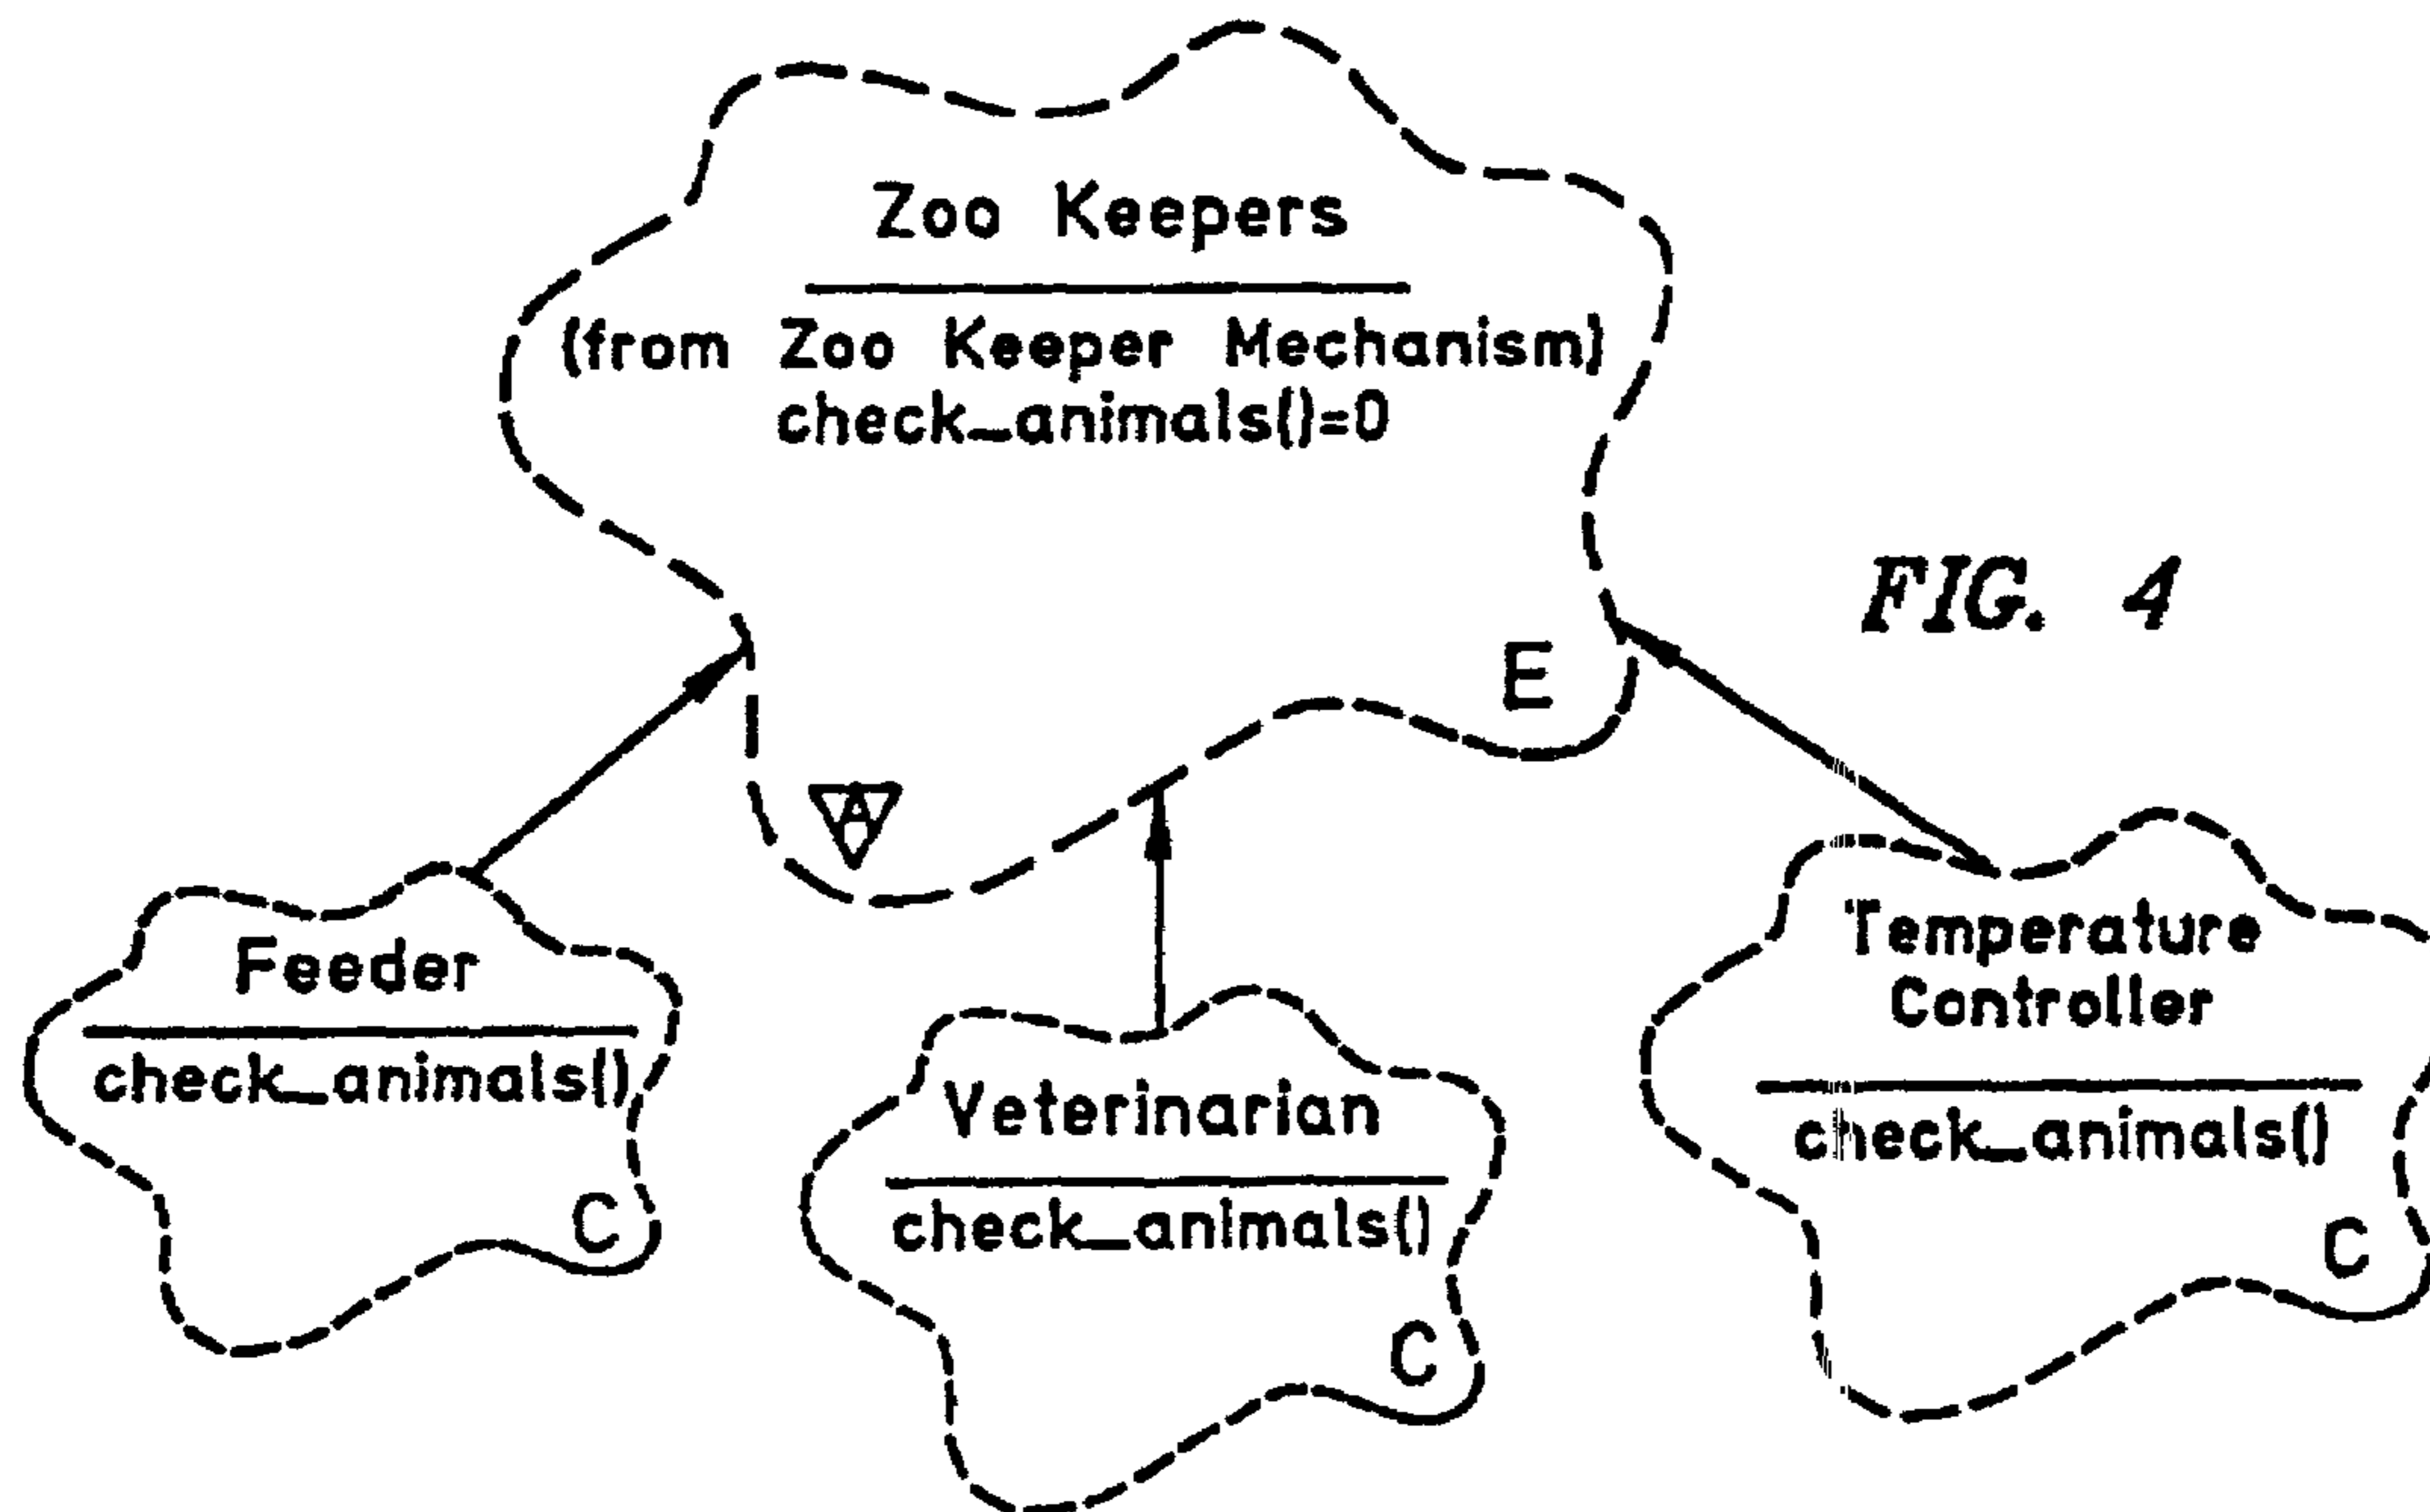 Zoo Keepers
(from Zoo Keeper Mechanism)
check_animals()=0
FIG. 4
E
A
Feeder
check_animals()
C
Veterinarian
check_animals()
C
Temperature
Controller
check_animals()
C